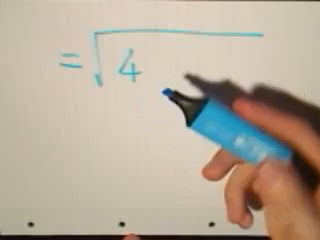 = √4